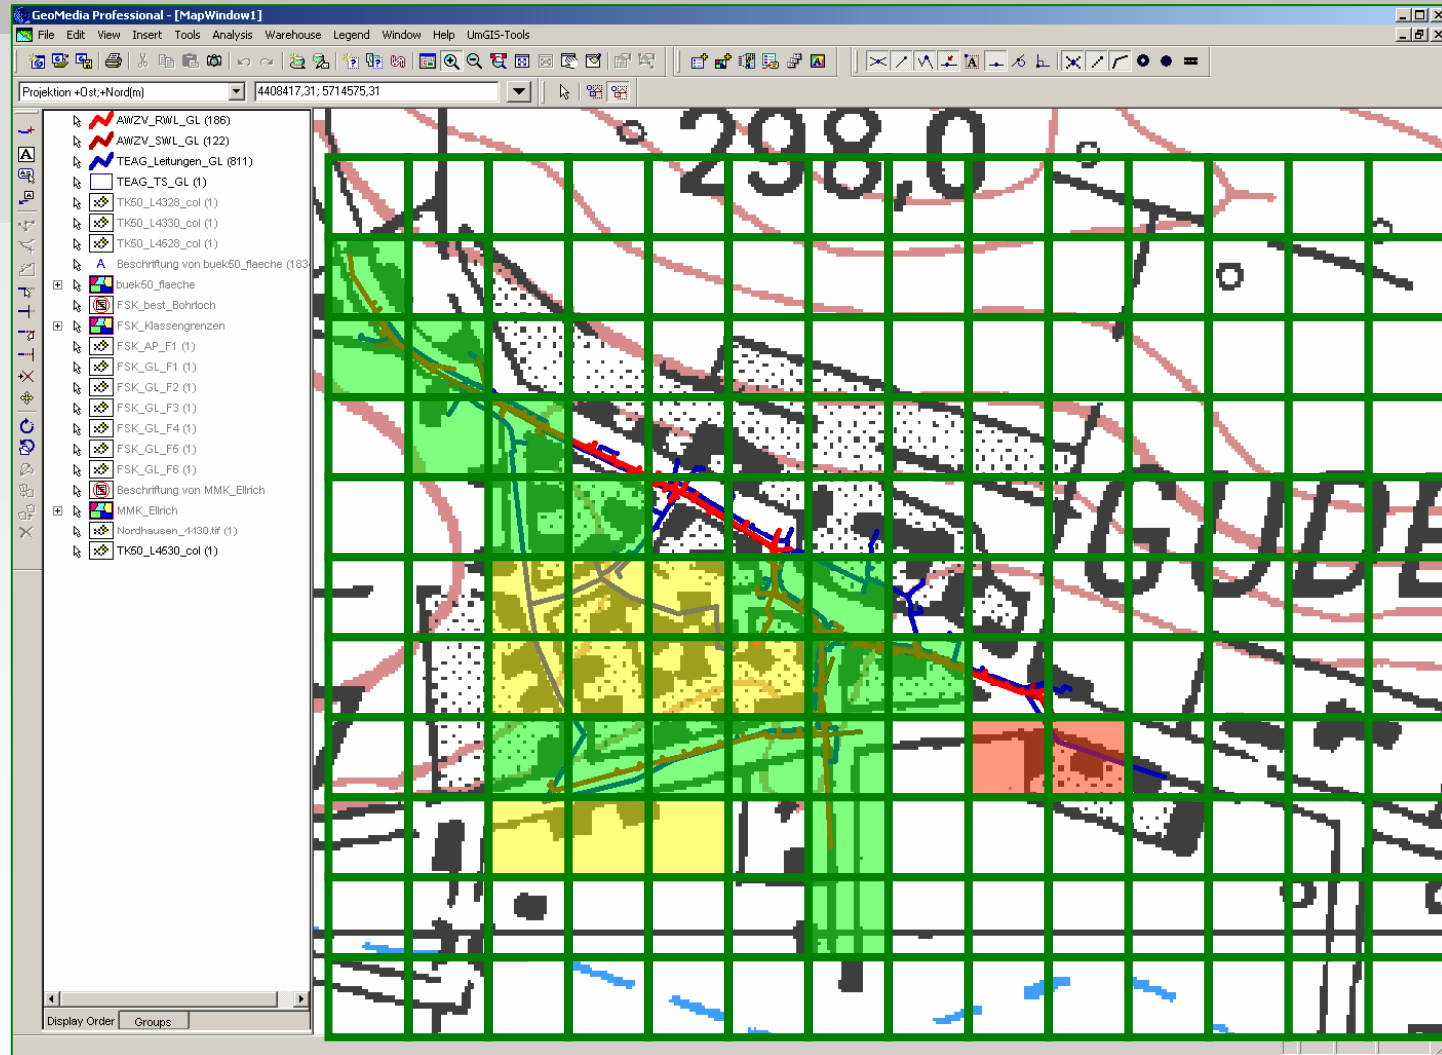 GeoMedia Professional - [MapWindow1]
File Edit View Insert Tools Analysis Warehouse Legend Window Help UmGIS-Tools
Projektion +Ost;+Nord(m) 4408417,31; 5714575,31
AWZV_RWL_GL (186)
AWZV_SWL_GL (122)
TEAG_Leitungen_GL (811)
TEAG_TS_GL (1)
TK50_L4328_col (1)
TK50_L4330_col (1)
TK50_L4528_col (1)
A Beschriftung von buek50_flaeche (183
buek50_flaeche
FSK_best_Bohrloch
FSK_Klassengrenzen
FSK_AP_F1 (1)
FSK_GL_F1 (1)
FSK_GL_F2 (1)
FSK_GL_F3 (1)
FSK_GL_F4 (1)
FSK_GL_F5 (1)
FSK_GL_F6 (1)
Beschriftung von MMK_Ellrich
MMK_Ellrich
Nordhausen_4430.tif (1)
TK50_L4530_col (1)
Display Order Groups
298,0
GUDE